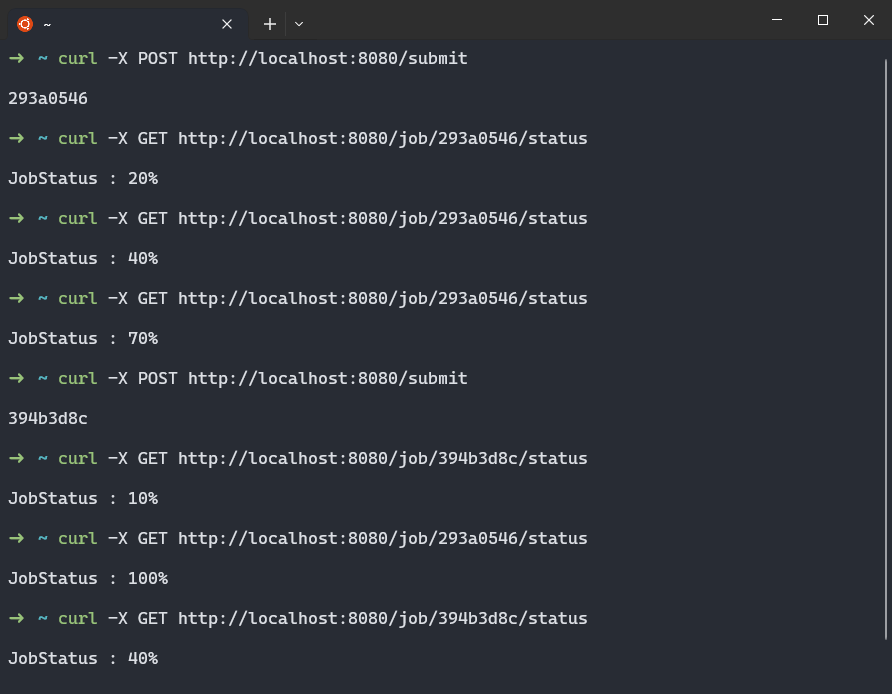 ~
➜ ~ curl -X POST http://localhost:8080/submit
293a0546
➜ ~ curl -X GET http://localhost:8080/job/293a0546/status
JobStatus : 20%
➜ ~ curl -X GET http://localhost:8080/job/293a0546/status
JobStatus : 40%
➜ ~ curl -X GET http://localhost:8080/job/293a0546/status
JobStatus : 70%
➜ ~ curl -X POST http://localhost:8080/submit
394b3d8c
➜ ~ curl -X GET http://localhost:8080/job/394b3d8c/status
JobStatus : 10%
➜ ~ curl -X GET http://localhost:8080/job/293a0546/status
JobStatus : 100%
➜ ~ curl -X GET http://localhost:8080/job/394b3d8c/status
JobStatus : 40%